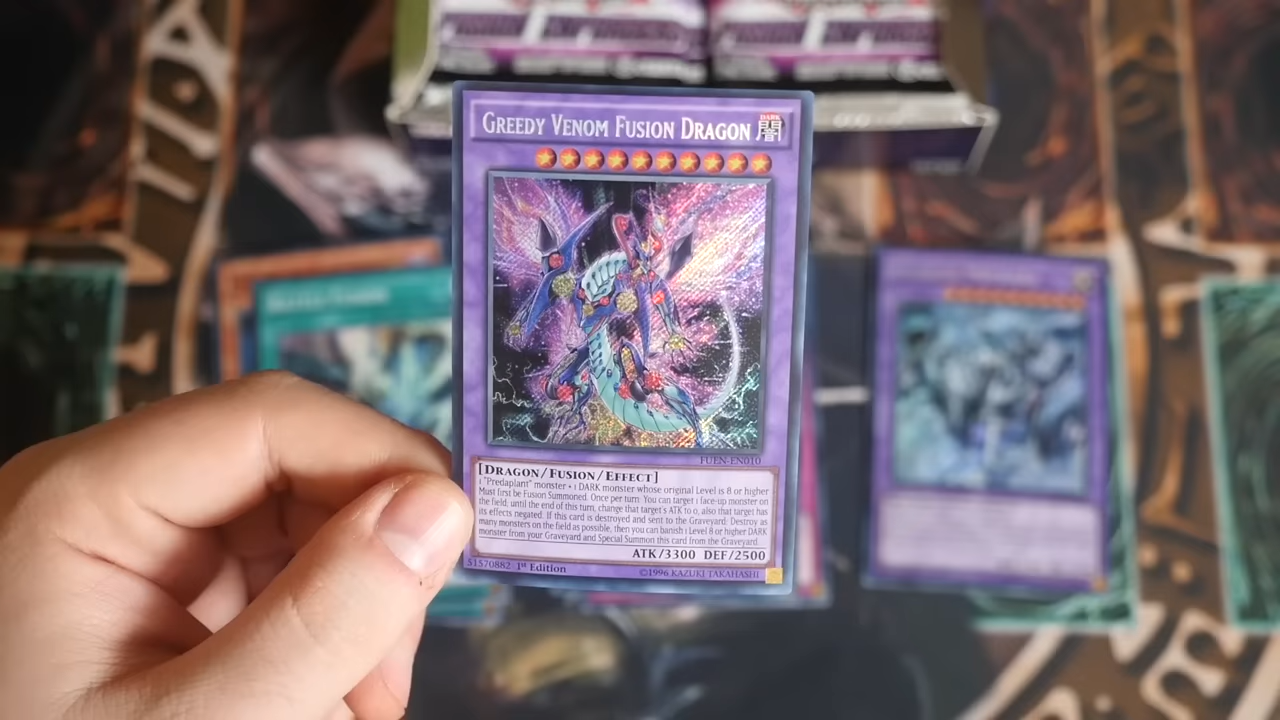 GREEDY VENOM FUSION DRAGON
DARK
闇
FUEN-EN010
[DRAGON/FUSION/EFFECT]
1 "Predaplant" monster + 1 DARK monster whose original Level is 8 or higher
Must first be Fusion Summoned. Once per turn: You can target 1 face-up monster on
the field; until the end of this turn, change that target's ATK to 0, also that target has
its effects negated. If this card is destroyed and sent to the Graveyard: Destroy as
many monsters on the field as possible, then you can banish 1 Level 8 or higher DARK
monster from your Graveyard and Special Summon this card from the Graveyard.
ATK/3300 DEF/2500
51570882 1st Edition ©1996 KAZUKI TAKAHASHI